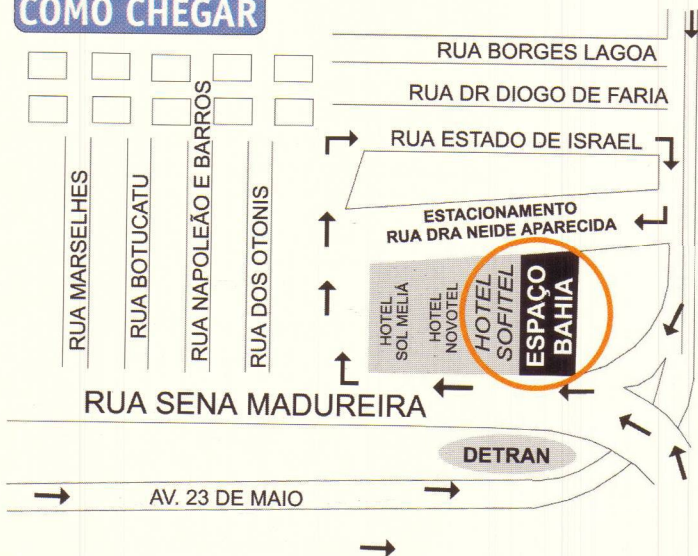 COMO CHEGAR
RUA BORGES LAGOA
RUA DR DIOGO DE FARIA
RUA ESTADO DE ISRAEL
ESTACIONAMENTO
RUA DRA NEIDE APARECIDA
RUA MARSELHES
RUA BOTUCATU
RUA NAPOLEÃO E BARROS
RUA DOS OTONIS
HOTEL
SOL MELIÁ
HOTEL
NOVOTEL
HOTEL
SOFITEL
ESPAÇO
BAHIA
RUA SENA MADUREIRA
DETRAN
AV. 23 DE MAIO